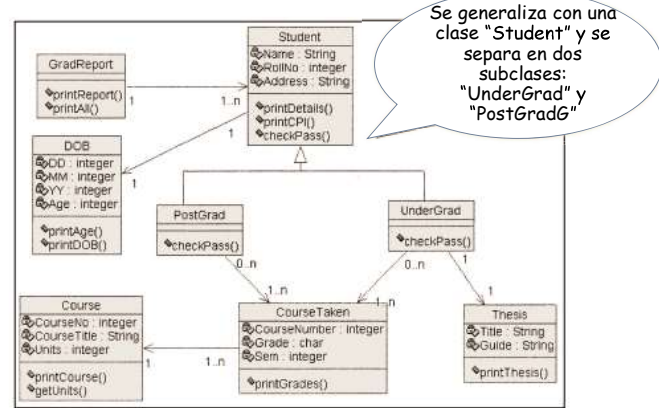 Se generaliza con una
clase "Student" y se
separa en dos
subclases:
"UnderGrad" y
"PostGradG"
Student
Name : String
RollNo : integer
Address : String
printDetails()
printCPI()
checkPass()
GradReport
printReport()
printAll()
1
1..n
1
1
DOB
DD : integer
MM : integer
YY : integer
Age : integer
printAge()
printDOB()
PostGrad
checkPass()
UnderGrad
checkPass()
0..n
0..n
1
1..n
1..n
1
Course
CourseNo : integer
CourseTitle : String
Units : integer
printCourse()
getUnits()
1
1..n
CourseTaken
CourseNumber : integer
Grade : char
Sem : integer
printGrades()
Thesis
Title : String
Guide : String
printThesis()